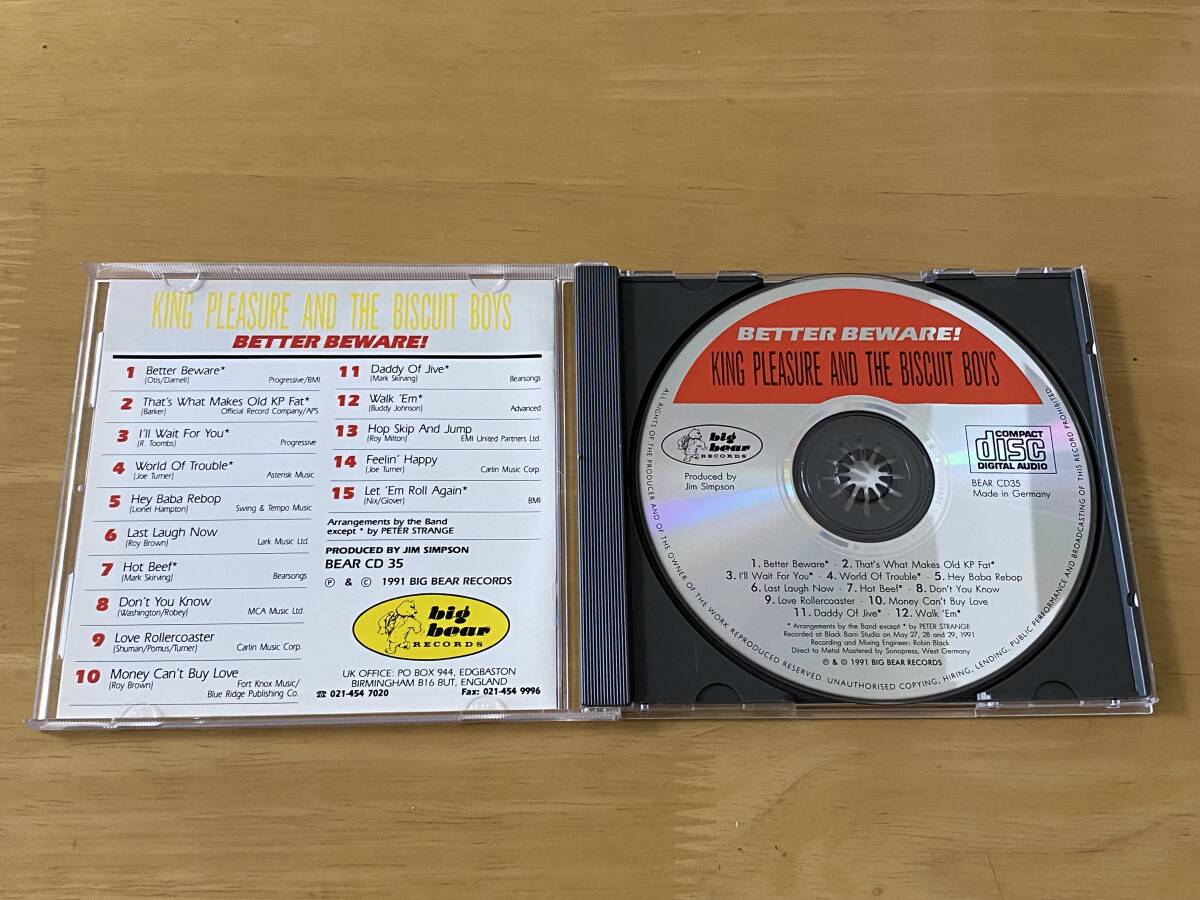 KING PLEASURE AND THE BISCUIT BOYS
BETTER BEWARE!
1 Better Beware*
(Otis/Darnell) Progressive/BMI
2 That's What Makes Old KP Fat*
(Barker) Official Record Company/APS
3 I'll Wait For You*
(R. Toombs) Progressive
4 World Of Trouble*
(Joe Turner) Asterisk Music
5 Hey Baba Rebop
(Lionel Hampton) Swing & Tempo Music
6 Last Laugh Now
(Roy Brown) Lark Music Ltd.
7 Hot Beef*
(Mark Skirving) Bearsongs
8 Don't You Know
(Washington/Robey) MCA Music Ltd.
9 Love Rollercoaster
(Shuman/Pomus/Turner) Carlin Music Corp.
10 Money Can't Buy Love
(Roy Brown) Fort Knox Music/
Blue Ridge Publishing Co.
11 Daddy Of Jive*
(Mark Skirving) Bearsongs
12 Walk 'Em*
(Buddy Johnson) Advanced
13 Hop Skip And Jump
(Roy Milton) EMI United Partners Ltd.
14 Feelin' Happy
(Joe Turner) Carlin Music Corp.
15 Let 'Em Roll Again*
(Nix/Glover) BMI
Arrangements by the Band
except * by PETER STRANGE
PRODUCED BY JIM SIMPSON
BEAR CD 35
℗ & © 1991 BIG BEAR RECORDS
big
bear
RECORDS
UK OFFICE: PO BOX 944, EDGBASTON
BIRMINGHAM B16 8UT, ENGLAND
☎ 021-454 7020 Fax: 021-454 9996
BETTER BEWARE!
KING PLEASURE AND THE BISCUIT BOYS
big
bear
RECORDS
Produced by
Jim Simpson
COMPACT
disc
DIGITAL AUDIO
BEAR CD35
Made in Germany
1. Better Beware* · 2. That's What Makes Old KP Fat*
3. I'll Wait For You* · 4. World Of Trouble* · 5. Hey Baba Rebop
6. Last Laugh Now · 7. Hot Beef* · 8. Don't You Know
9. Love Rollercoaster · 10. Money Can't Buy Love
11. Daddy Of Jive* · 12. Walk 'Em*
* Arrangements by the Band except * by PETER STRANGE
Recorded at Black Barn Studio on May 27, 28 and 29, 1991
Recording and Mixing Engineer: Robin Black
Direct to Metal Mastered by Sonopress, West Germany
℗ & © 1991 BIG BEAR RECORDS
ALL RIGHTS OF THE PRODUCER AND OF THE OWNER OF THE WORK REPRODUCED RESERVED. UNAUTHORISED COPYING, HIRING, LENDING, PUBLIC PERFORMANCE AND BROADCASTING OF THIS RECORD PROHIBITED.